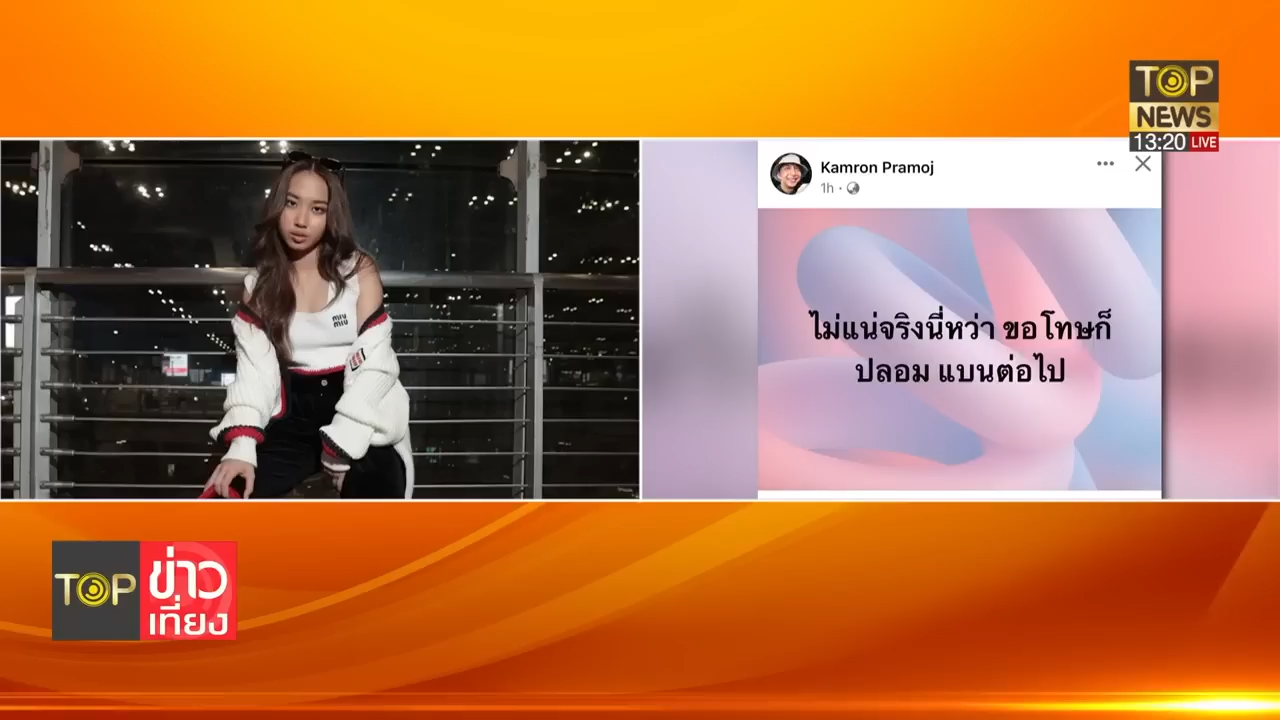 TOP
NEWS
13:20 LIVE
miu
miu
Kamron Pramoj
1h
ไม่แน่จริงนี่หว่า ขอโทษก็
ปลอม แบนต่อไป
TOP ข่าว
เที่ยง